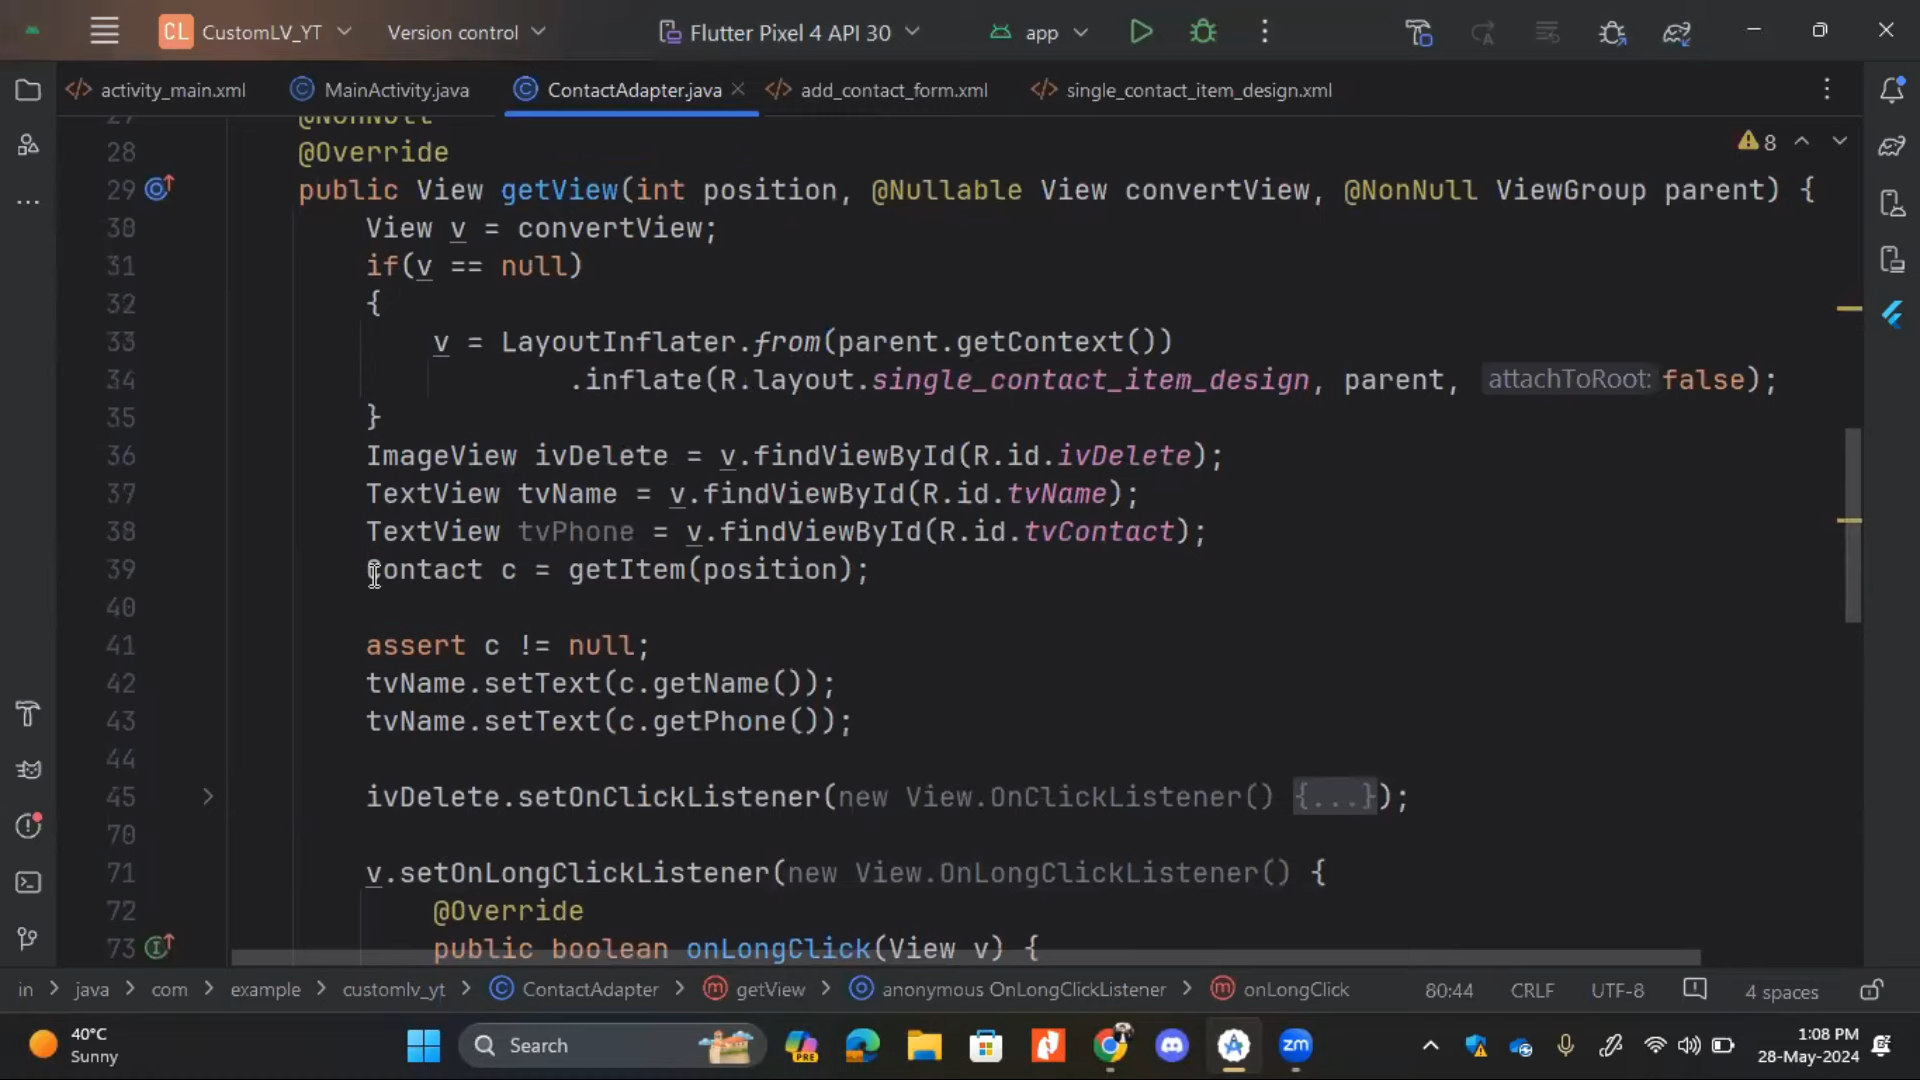 CL CustomLV_YT Version control Flutter Pixel 4 API 30 app
activity_main.xml MainActivity.java ContactAdapter.java add_contact_form.xml single_contact_item_design.xml
27 @NonNull
8
28 @Override
29 public View getView(int position, @Nullable View convertView, @NonNull ViewGroup parent) {
30 View v = convertView;
31 if(v == null)
32 {
33 v = LayoutInflater.from(parent.getContext())
34 .inflate(R.layout.single_contact_item_design, parent, attachToRoot: false);
35 }
36 ImageView ivDelete = v.findViewById(R.id.ivDelete);
37 TextView tvName = v.findViewById(R.id.tvName);
38 TextView tvPhone = v.findViewById(R.id.tvContact);
39 Contact c = getItem(position);
40
41 assert c != null;
42 tvName.setText(c.getName());
43 tvName.setText(c.getPhone());
44
45 ivDelete.setOnClickListener(new View.OnClickListener() {...});
70
71 v.setOnLongClickListener(new View.OnLongClickListener() {
72 @Override
73 public boolean onLongClick(View v) {
in > java > com > example > customlv_yt > ContactAdapter > getView > anonymous OnLongClickListener > onLongClick 80:44 CRLF UTF-8 4 spaces
40°C
Sunny
Search
PRE
zm
1:08 PM
28-May-2024